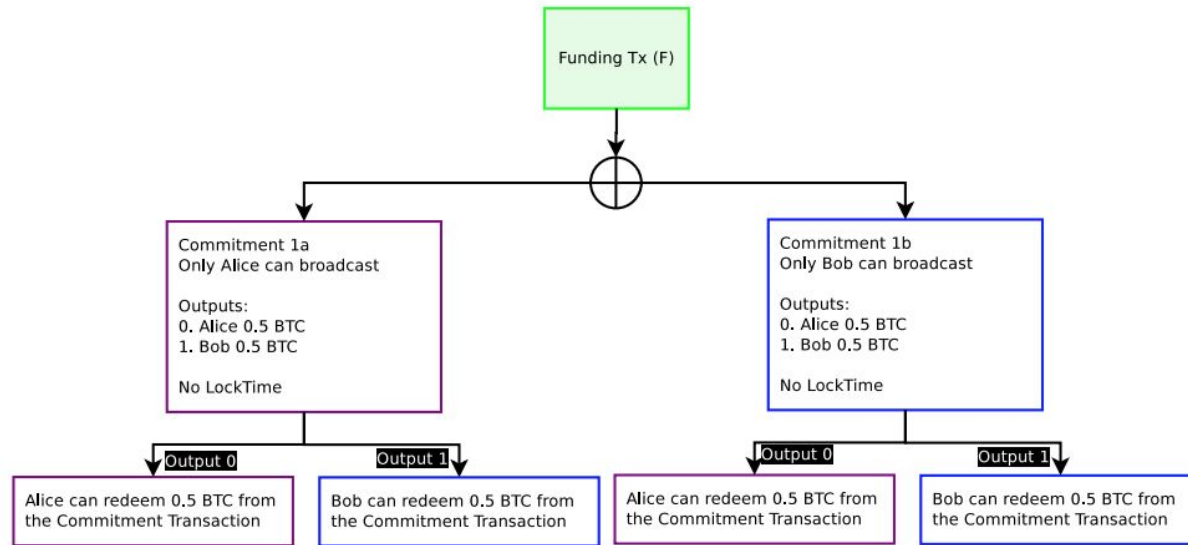 Funding Tx (F)
Commitment 1a
Only Alice can broadcast
Outputs:
0. Alice 0.5 BTC
1. Bob 0.5 BTC
No LockTime
Commitment 1b
Only Bob can broadcast
Outputs:
0. Alice 0.5 BTC
1. Bob 0.5 BTC
No LockTime
Output 0
Output 1
Output 0
Output 1
Alice can redeem 0.5 BTC from
the Commitment Transaction
Bob can redeem 0.5 BTC from
the Commitment Transaction
Alice can redeem 0.5 BTC from
the Commitment Transaction
Bob can redeem 0.5 BTC from
the Commitment Transaction